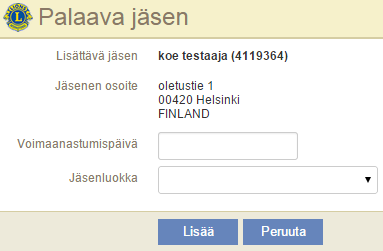 Palaava jäsen
Lisättävä jäsen koe testaaja (4119364)
Jäsenen osoite oletustie 1
00420 Helsinki
FINLAND
Voimaanastumispäivä
Jäsenluokka
Lisää Peruuta